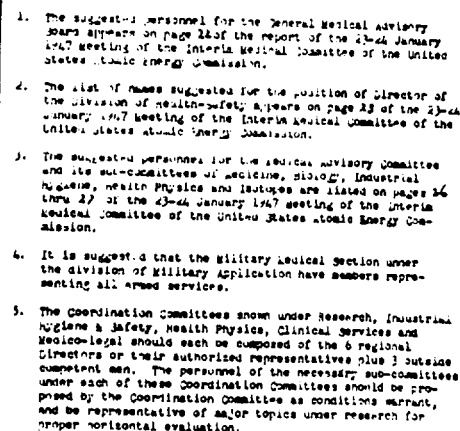 1. The suggested personnel for the General Medical Advisory
Board appears on page of the report of the 23-24 January
1947 Meeting of the Interim Medical Committee of the United
States Atomic Energy Commission.
2. The list of names suggested for the position of Director of
the Division of Health-Safety appears on page 23 of the 23-24
January 1947 Meeting of the Interim Medical Committee of the
United States Atomic Energy Commission.
3. The suggested personnel for the Medical Advisory Committee
and its sub-committees of Medicine, Biology, Industrial
Hygiene, Health Physics and Isotopes are listed on pages 26
thru 27 of the 23-24 January 1947 Meeting of the Interim
Medical Committee of the United States Atomic Energy Com-
mission.
4. It is suggested that the Military Medical Section under
the division of Military Application have members repre-
senting all armed services.
5. The Coordination Committees shown under Research, Industrial
Hygiene & Safety, Health Physics, Clinical Services and
Medico-legal should each be composed of the 6 regional
Directors or their authorized representatives plus 3 outside
competent men. The personnel of the necessary sub-committees
under each of these Coordination Committees should be pro-
posed by the Coordination Committee as conditions warrant,
and be representative of major topics under research for
proper horizontal evaluation.